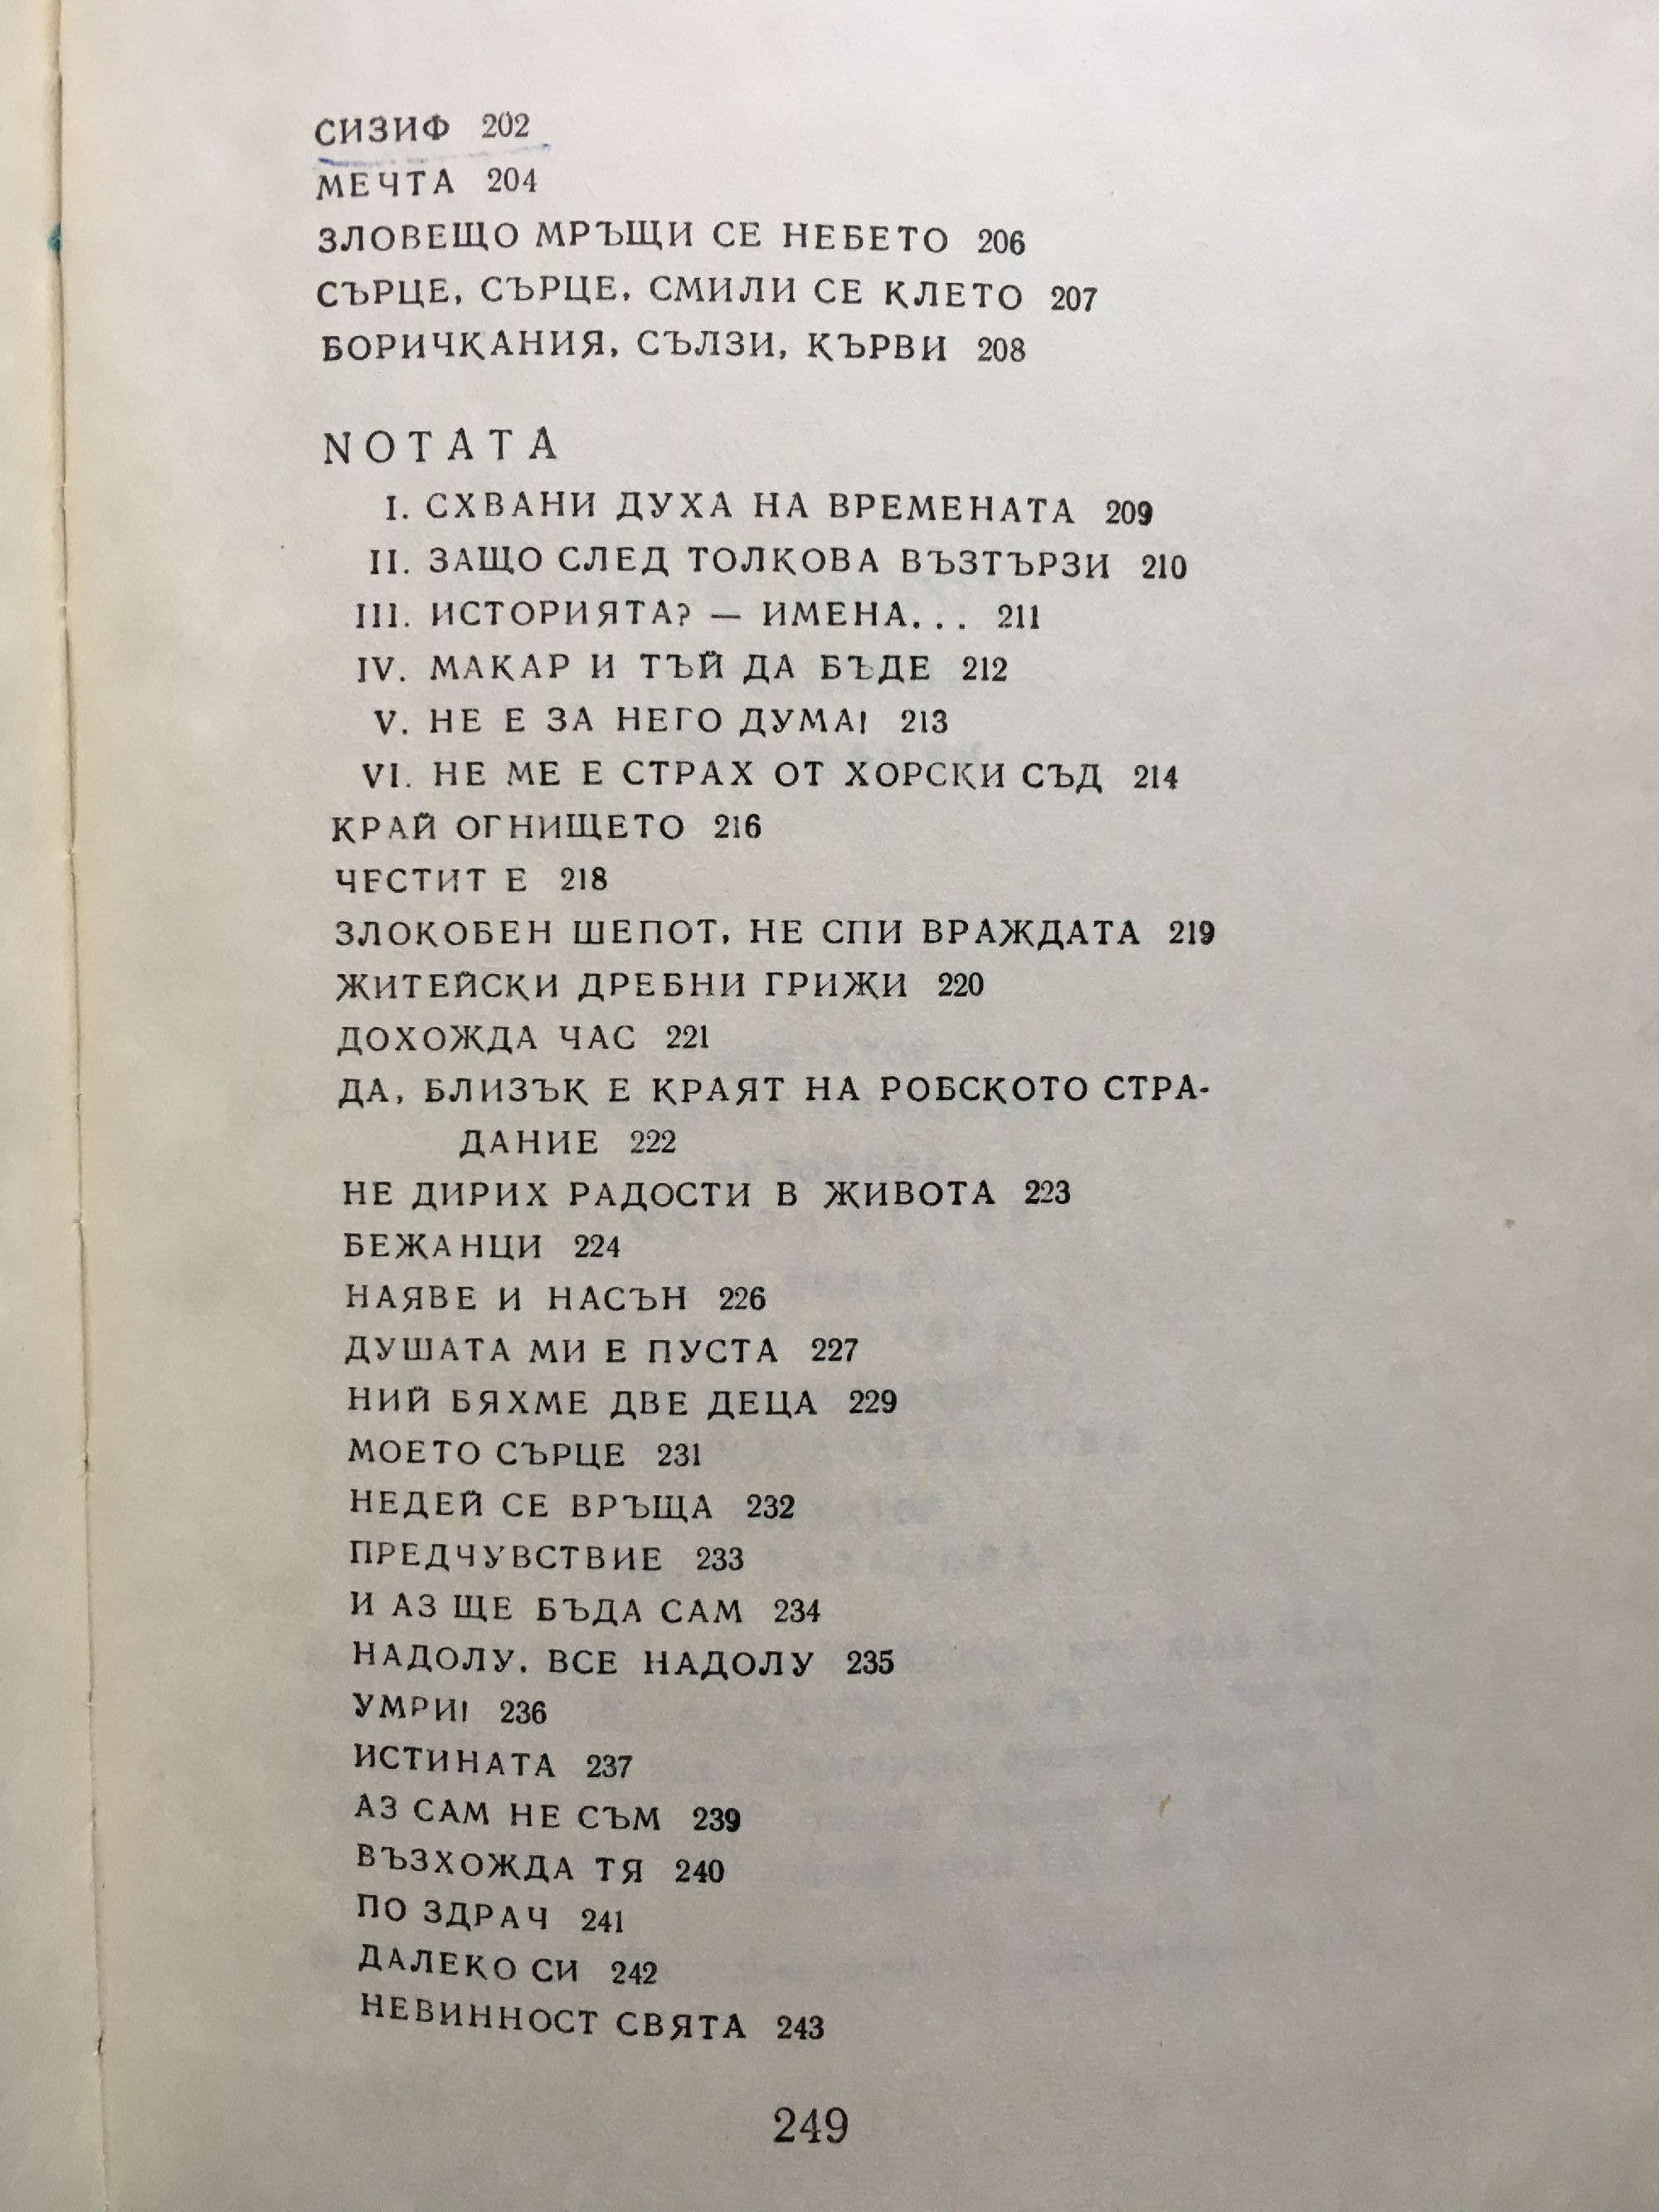 СИЗИФ 202
МЕЧТА 204
ЗЛОВЕЩО МРЪЩИ СЕ НЕБЕТО 206
СЪРЦЕ, СЪРЦЕ, СМИЛИ СЕ КЛЕТО 207
БОРИЧКАНИЯ, СЪЛЗИ, КЪРВИ 208
NOTATA
I. СХВАНИ ДУХА НА ВРЕМЕНАТА 209
II. ЗАЩО СЛЕД ТОЛКОВА ВЪЗТЪРЗИ 210
III. ИСТОРИЯТА? — ИМЕНА... 211
IV. МАКАР И ТЪЙ ДА БЪДЕ 212
V. НЕ Е ЗА НЕГО ДУМА! 213
VI. НЕ МЕ Е СТРАХ ОТ ХОРСКИ СЪД 214
КРАЙ ОГНИЩЕТО 216
ЧЕСТИТ Е 218
ЗЛОКОБЕН ШЕПОТ, НЕ СПИ ВРАЖДАТА 219
ЖИТЕЙСКИ ДРЕБНИ ГРИЖИ 220
ДОХОЖДА ЧАС 221
ДА, БЛИЗЪК Е КРАЯТ НА РОБСКОТО СТРА-
ДАНИЕ 222
НЕ ДИРИХ РАДОСТИ В ЖИВОТА 223
БЕЖАНЦИ 224
НАЯВЕ И НАСЪН 226
ДУШАТА МИ Е ПУСТА 227
НИЙ БЯХМЕ ДВЕ ДЕЦА 229
МОЕТО СЪРЦЕ 231
НЕДЕЙ СЕ ВРЪЩА 232
ПРЕДЧУВСТВИЕ 233
И АЗ ЩЕ БЪДА САМ 234
НАДОЛУ, ВСЕ НАДОЛУ 235
УМРИ! 236
ИСТИНАТА 237
АЗ САМ НЕ СЪМ 239
ВЪЗХОЖДА ТЯ 240
ПО ЗДРАЧ 241
ДАЛЕКО СИ 242
НЕВИННОСТ СВЯТА 243
249